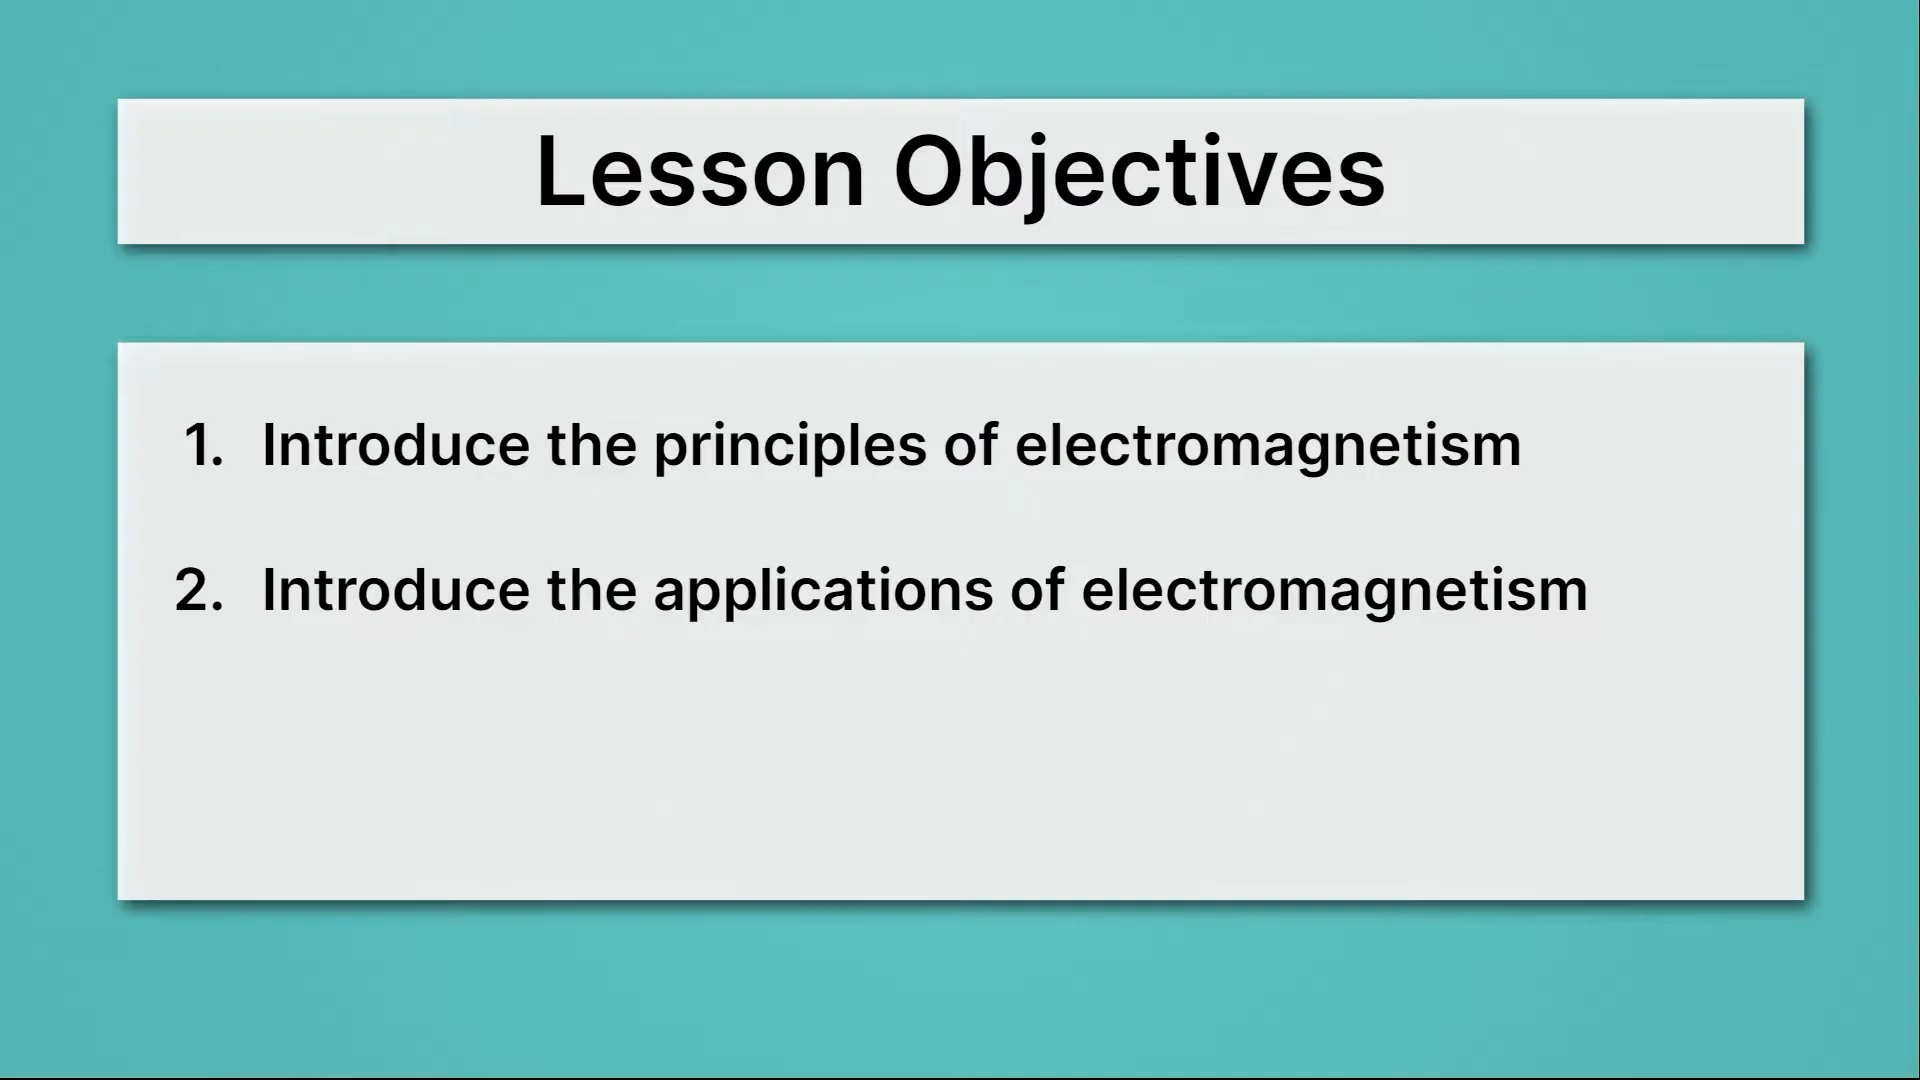 Lesson Objectives
1. Introduce the principles of electromagnetism
2. Introduce the applications of electromagnetism